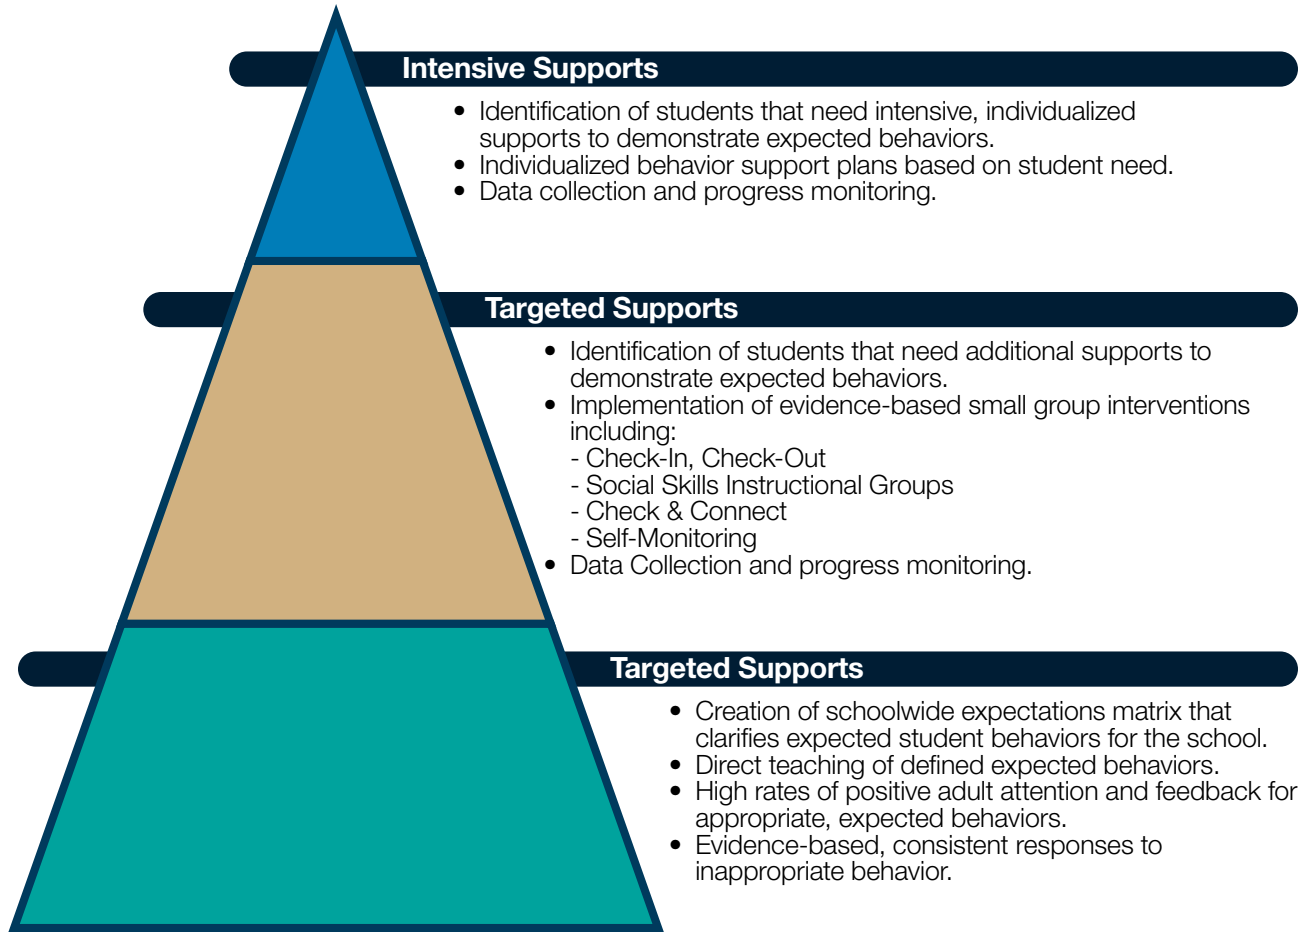 Intensive Supports
• Identification of students that need intensive, individualized
supports to demonstrate expected behaviors.
• Individualized behavior support plans based on student need.
• Data collection and progress monitoring.
Targeted Supports
• Identification of students that need additional supports to
demonstrate expected behaviors.
• Implementation of evidence-based small group interventions
including:
- Check-In, Check-Out
- Social Skills Instructional Groups
- Check & Connect
- Self-Monitoring
• Data Collection and progress monitoring.
Targeted Supports
• Creation of schoolwide expectations matrix that
clarifies expected student behaviors for the school.
• Direct teaching of defined expected behaviors.
• High rates of positive adult attention and feedback for
appropriate, expected behaviors.
• Evidence-based, consistent responses to
inappropriate behavior.